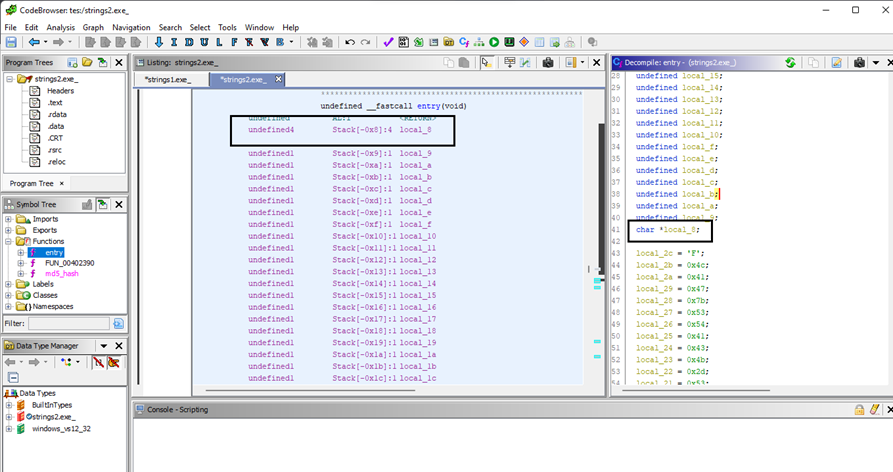 CodeBrowser: tes:/strings2.exe_
File Edit Analysis Graph Navigation Search Select Tools Window Help
I D U L F V B
Program Trees
strings2.exe_
Headers
.text
.rdata
.data
.CRT
.rsrc
.reloc
Program Tree ×
Symbol Tree
Imports
Exports
Functions
entry
FUN_00402390
md5_hash
Labels
Classes
Namespaces
Filter:
Data Type Manager
Data Types
BuiltInTypes
strings2.exe_
windows_vs12_32
Listing: strings2.exe_
*strings1.exe_ *strings2.exe_
undefined __fastcall entry(void)
undefined AL:1 <RETURN>
undefined4 Stack[-0x8]:4 local_8
undefined1 Stack[-0x9]:1 local_9
undefined1 Stack[-0xa]:1 local_a
undefined1 Stack[-0xb]:1 local_b
undefined1 Stack[-0xc]:1 local_c
undefined1 Stack[-0xd]:1 local_d
undefined1 Stack[-0xe]:1 local_e
undefined1 Stack[-0xf]:1 local_f
undefined1 Stack[-0x10]:1 local_10
undefined1 Stack[-0x11]:1 local_11
undefined1 Stack[-0x12]:1 local_12
undefined1 Stack[-0x13]:1 local_13
undefined1 Stack[-0x14]:1 local_14
undefined1 Stack[-0x15]:1 local_15
undefined1 Stack[-0x16]:1 local_16
undefined1 Stack[-0x17]:1 local_17
undefined1 Stack[-0x18]:1 local_18
undefined1 Stack[-0x19]:1 local_19
undefined1 Stack[-0x1a]:1 local_1a
undefined1 Stack[-0x1b]:1 local_1b
undefined1 Stack[-0x1c]:1 local_1c
Decompile: entry - (strings2.exe_)
28 undefined local_15;
29 undefined local_14;
30 undefined local_13;
31 undefined local_12;
32 undefined local_11;
33 undefined local_10;
34 undefined local_f;
35 undefined local_e;
36 undefined local_d;
37 undefined local_c;
38 undefined local_b;
39 undefined local_a;
40 undefined local_9;
41 char *local_8;
42
43 local_2c = 'F';
44 local_2b = 0x4c;
45 local_2a = 0x41;
46 local_29 = 0x47;
47 local_28 = 0x7b;
48 local_27 = 0x53;
49 local_26 = 0x54;
50 local_25 = 0x41;
51 local_24 = 0x43;
52 local_23 = 0x4b;
53 local_22 = 0x2d;
54 local_21 = 0x53;
Console - Scripting